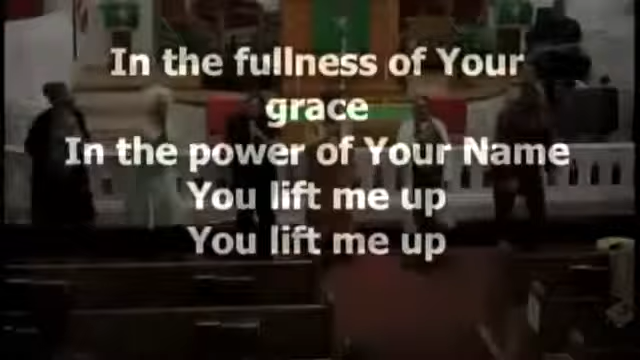 In the fullness of Your
grace
In the power of Your Name
You lift me up
You lift me up